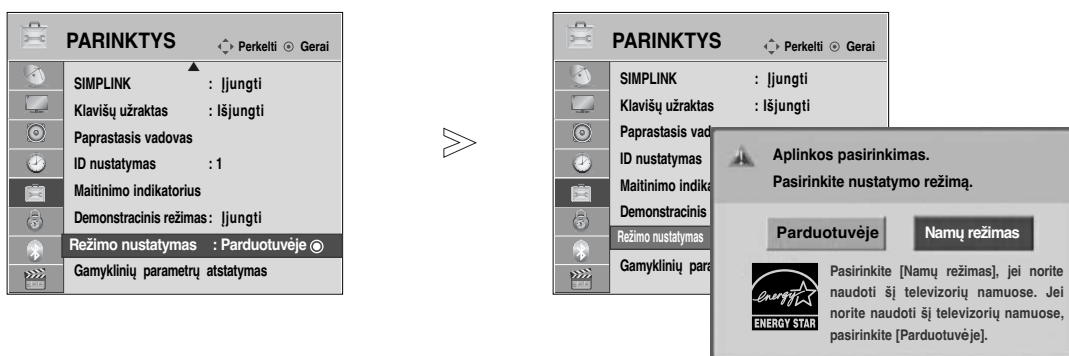 PARINKTYS
Perkelti Gerai
SIMPLINK : Įjungti
Klavišų užraktas : Išjungti
Paprastasis vadovas
ID nustatymas : 1
Maitinimo indikatorius
Demonstracinis režimas : Įjungti
Režimo nustatymas : Parduotuvėje
Gamyklinių parametrų atstatymas
PARINKTYS
Perkelti Gerai
SIMPLINK : Įjungti
Klavišų užraktas : Išjungti
Paprastasis vad
ID nustatymas
Maitinimo indika
Demonstracinis
Režimo nustatymas
Gamyklinių para
Aplinkos pasirinkimas.
Pasirinkite nustatymo režimą.
Parduotuvėje Namų režimas
energy
ENERGY STAR
Pasirinkite [Namų režimas], jei norite
naudoti šį televizorių namuose. Jei
norite naudoti šį televizorių namuose,
pasirinkite [Parduotuvėje].